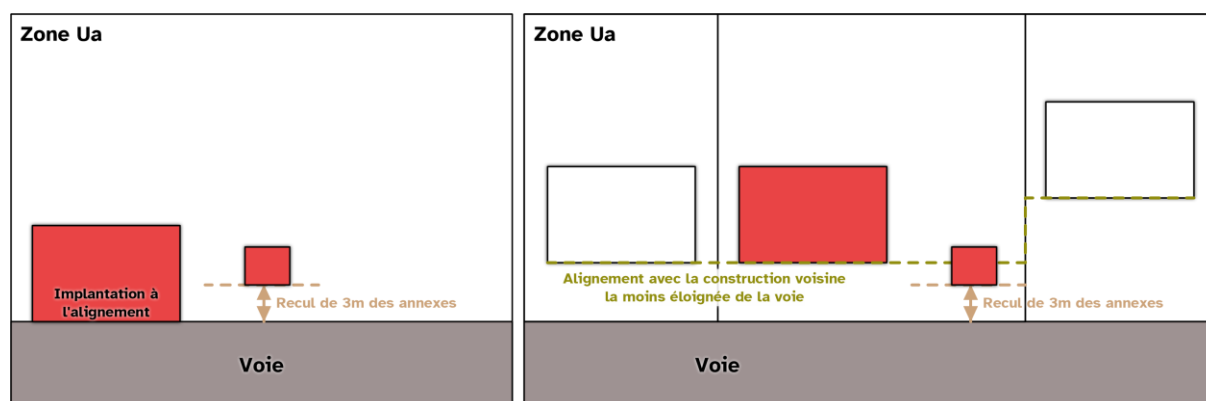 Zone Ua
Implantation à
l'alignement
Recul de 3m des annexes
Voie
Zone Ua
Alignement avec la construction voisine
la moins éloignée de la voie
Recul de 3m des annexes
Voie